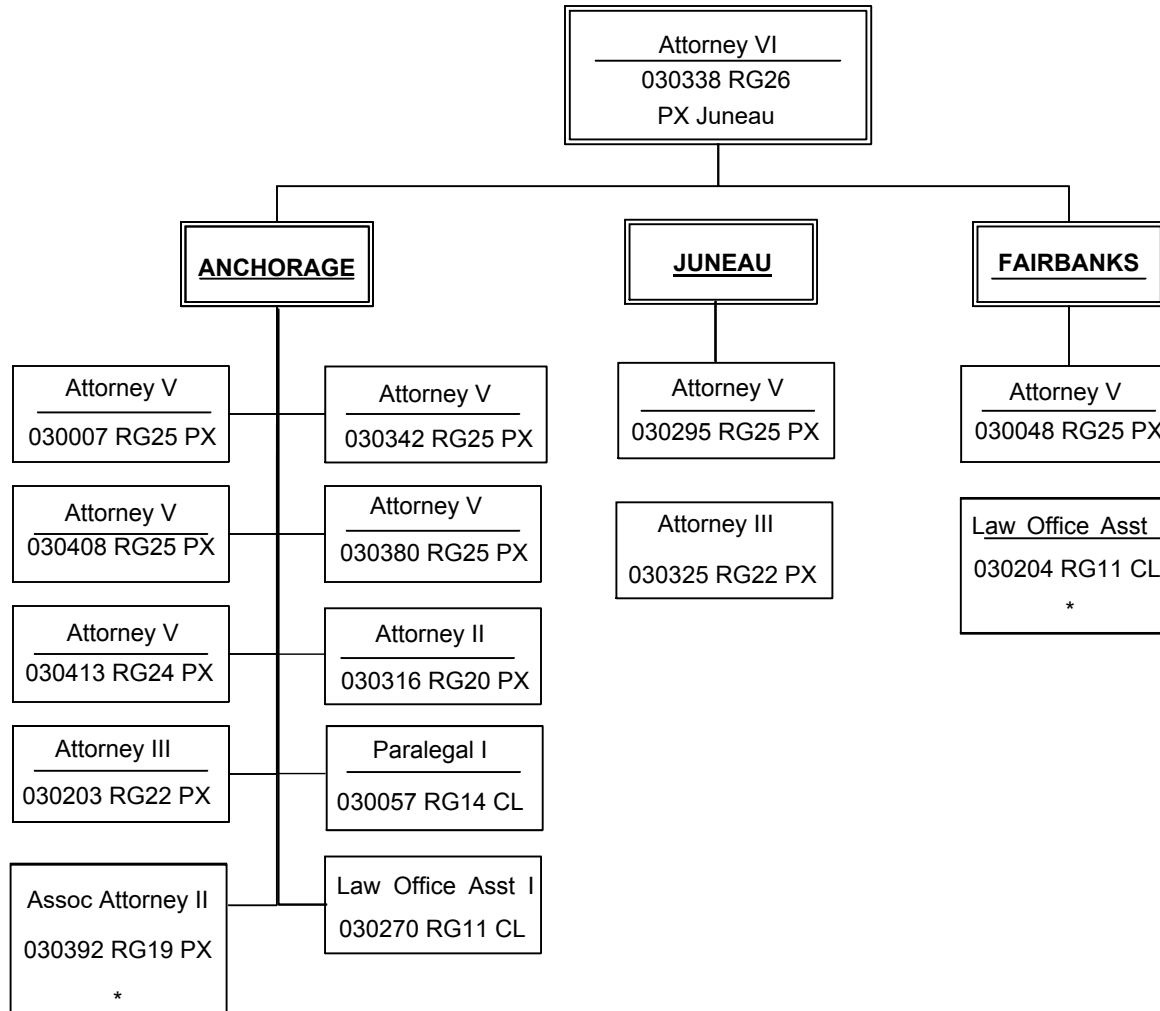 Attorney VI
030338 RG26
PX Juneau
ANCHORAGE
JUNEAU
FAIRBANKS
Attorney V
030007 RG25 PX
Attorney V
030342 RG25 PX
Attorney V
030295 RG25 PX
Attorney V
030048 RG25 PX
Attorney V
030408 RG25 PX
Attorney V
030380 RG25 PX
Attorney III
030325 RG22 PX
Law Office Asst
030204 RG11 CL
*
Attorney V
030413 RG24 PX
Attorney II
030316 RG20 PX
Attorney III
030203 RG22 PX
Paralegal I
030057 RG14 CL
Assoc Attorney II
030392 RG19 PX
*
Law Office Asst I
030270 RG11 CL